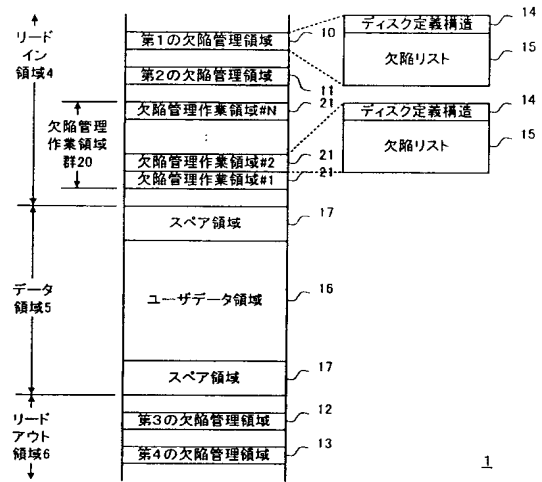 リード
イン
領域4
第1の欠陥管理領域
10
第2の欠陥管理領域
11
欠陥管理
作業領域
群20
欠陥管理作業領域#N
21
:
欠陥管理作業領域#2
21
欠陥管理作業領域#1
21
ディスク定義構造
14
欠陥リスト
15
ディスク定義構造
14
欠陥リスト
15
データ
領域5
スペア領域
17
ユーザデータ領域
16
スペア領域
17
リード
アウト
領域6
第3の欠陥管理領域
12
第4の欠陥管理領域
13
1